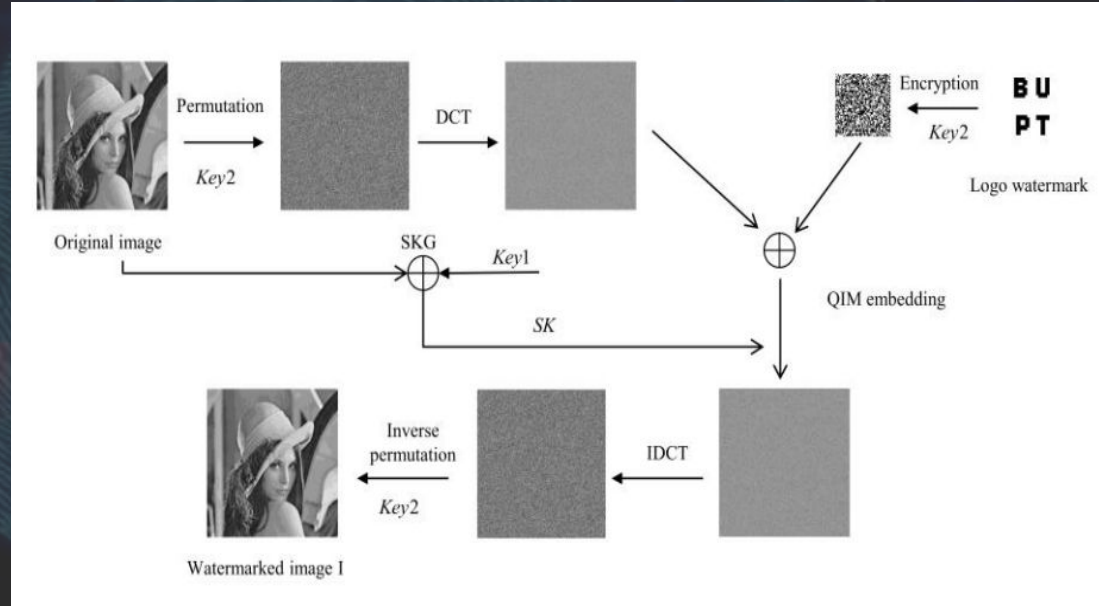 Permutation
Key2
DCT
Encryption
Key2
B U
P T
Logo watermark
Original image
SKG
Key1
QIM embedding
SK
Inverse
permutation
Key2
IDCT
Watermarked image I